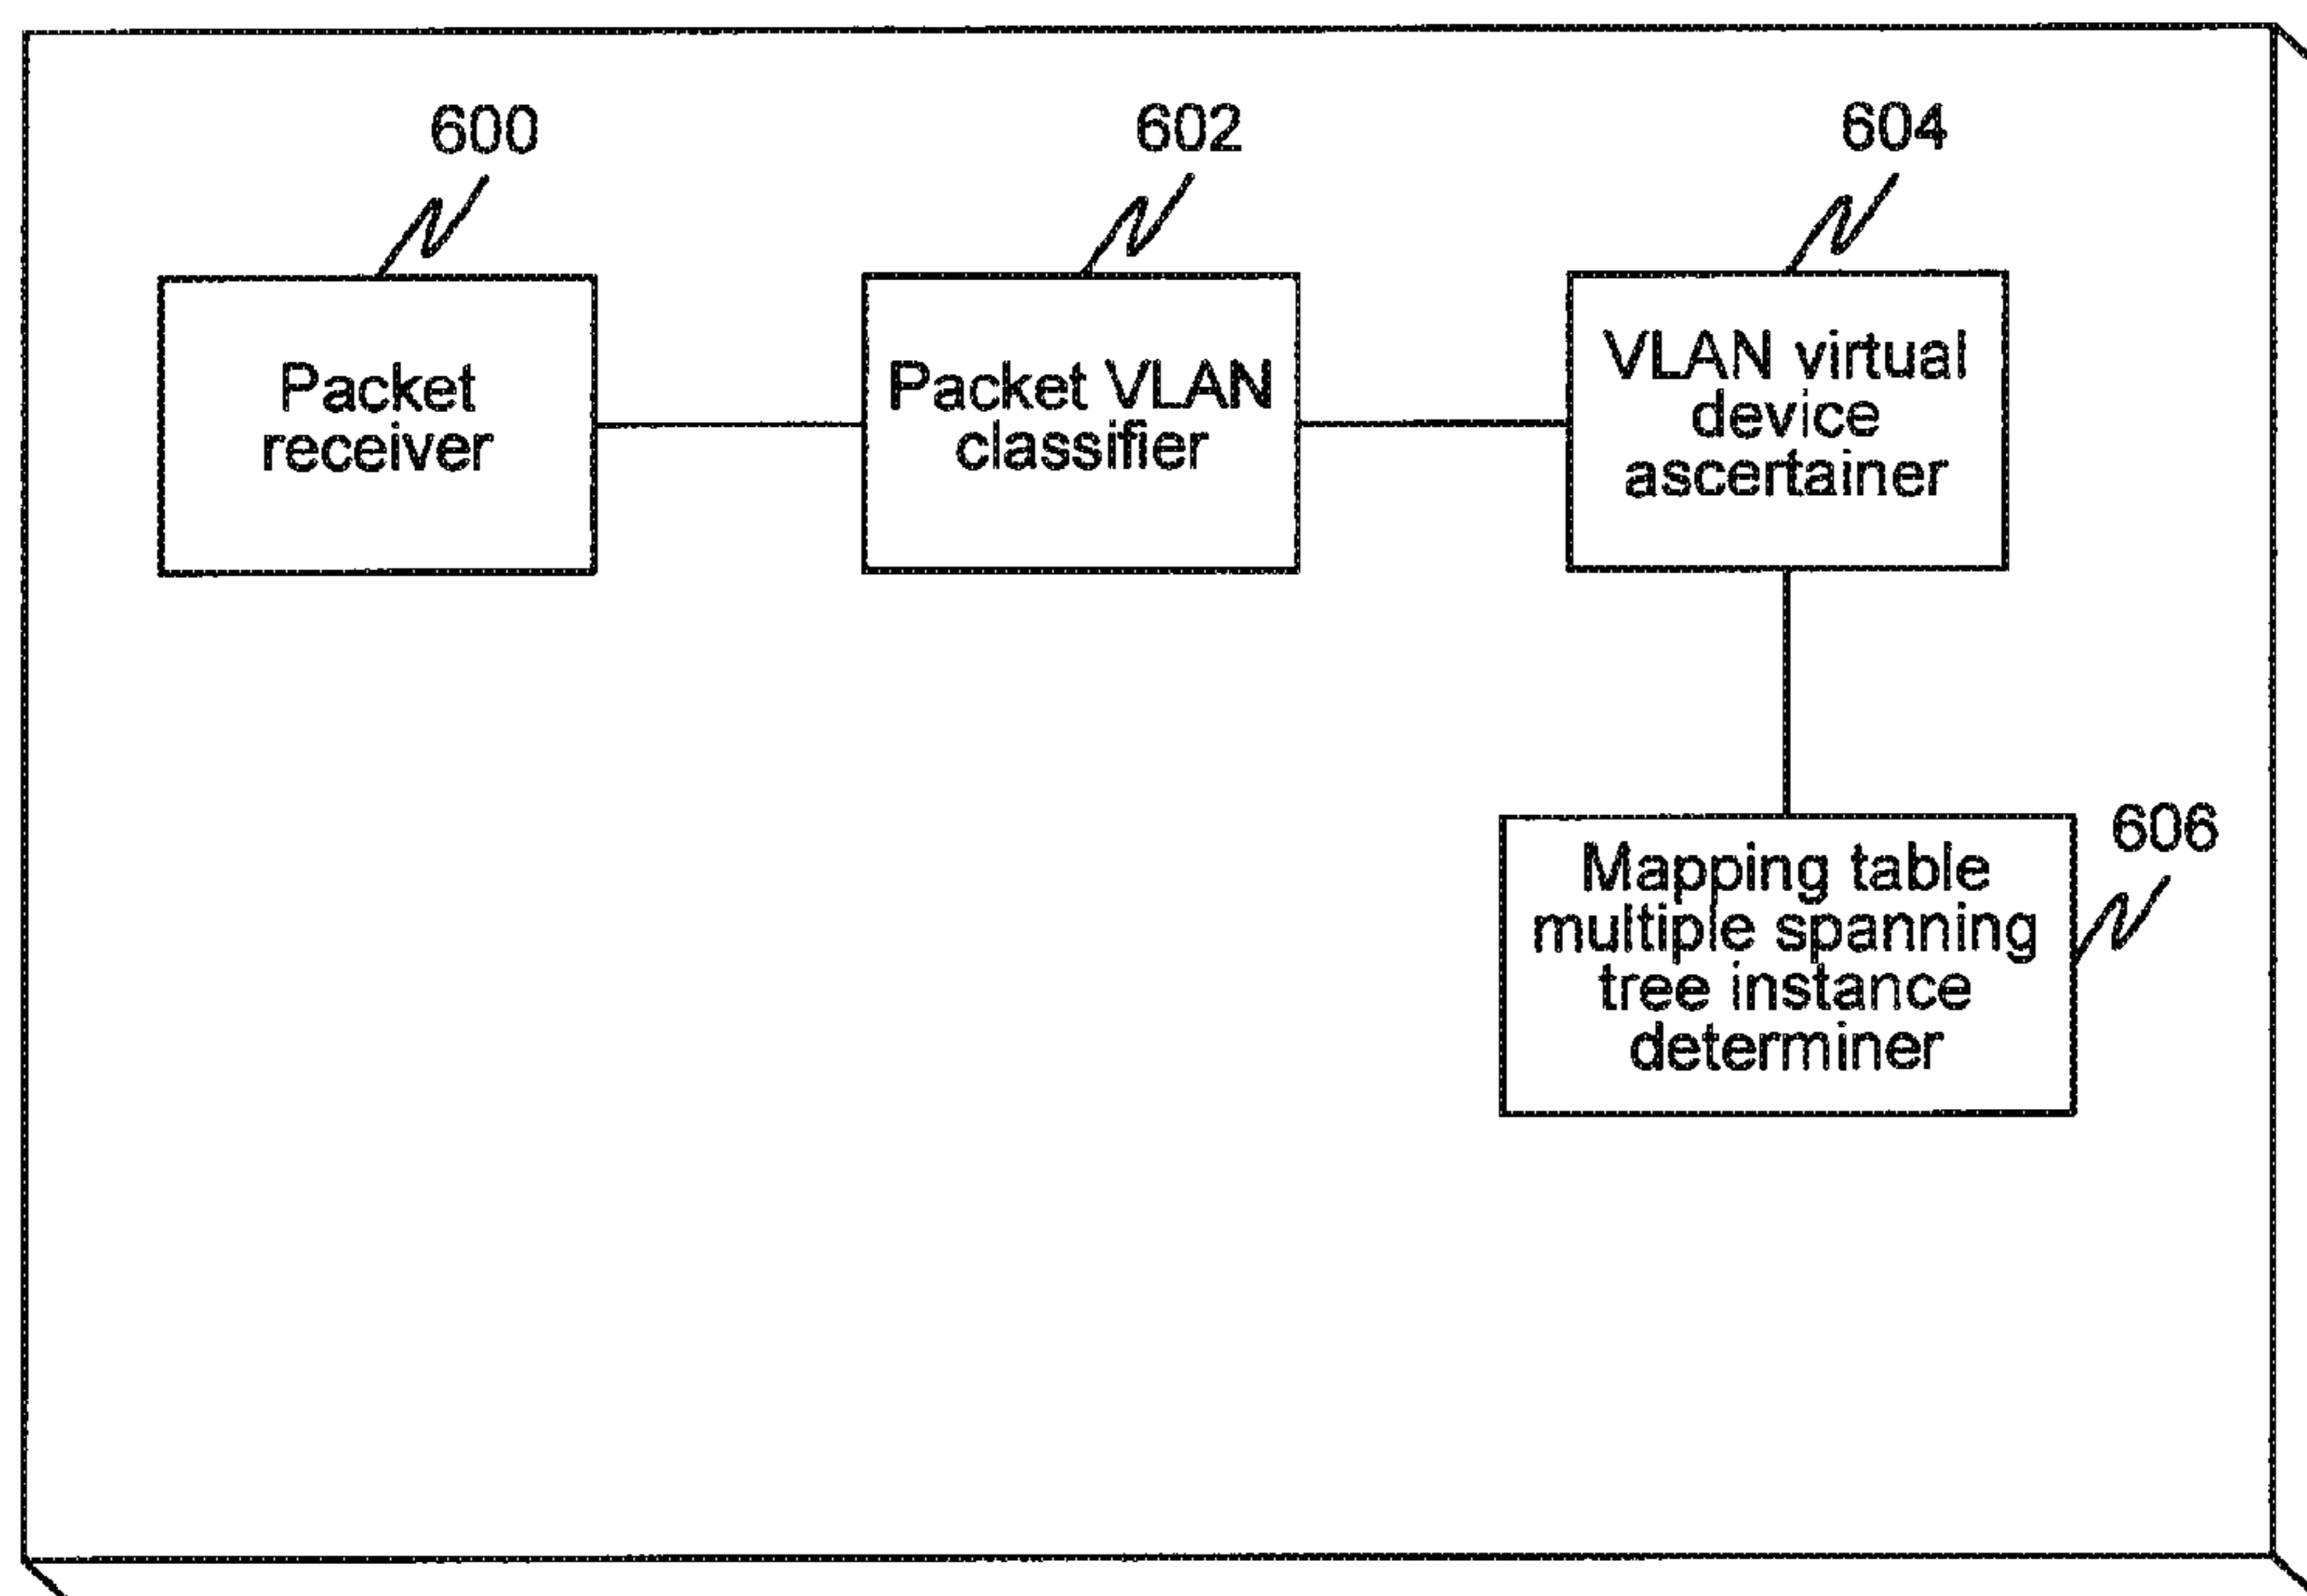 600
602
604
Packet
receiver
Packet VLAN
classifier
VLAN virtual
device
ascertainer
606
Mapping table
multiple spanning
tree instance
determiner